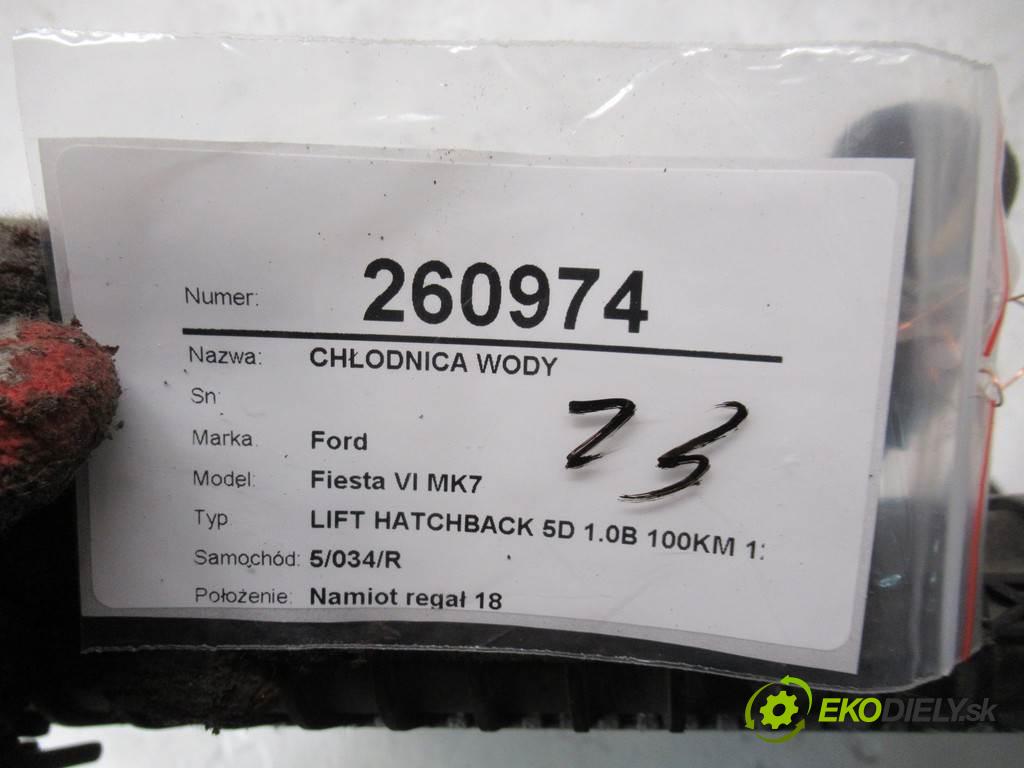 Numer: 260974
Nazwa: CHŁODNICA WODY
Sn:
Marka: Ford
Model: Fiesta VI MK7
Typ LIFT HATCHBACK 5D 1.0B 100KM 1:
Samochód: 5/034/R
Położenie: Namiot regał 18
23
EKODIELY.sk